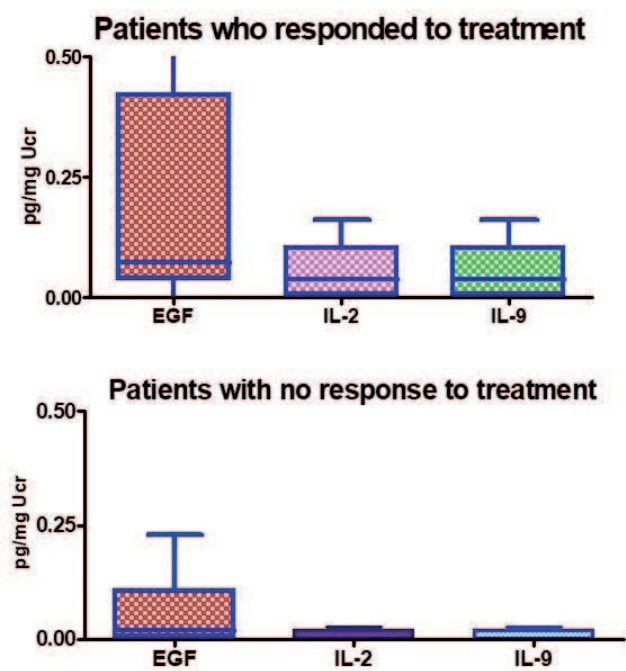 Patients who responded to treatment
0.50
0.25
0.00
pg/mg Ucr
EGF IL-2 IL-9
Patients with no response to treatment
0.50
0.25
0.00
pg/mg Ucr
EGF IL-2 IL-9